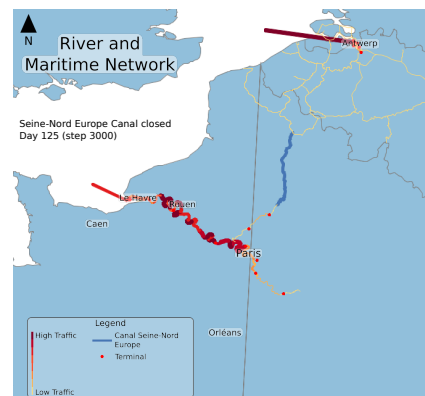 N
River and
Maritime Network
Antwerp
Seine-Nord Europe Canal closed
Day 125 (step 3000)
Le Havre
Rouen
Caen
Paris
Orléans
Legend
High Traffic
Canal Seine-Nord
Europe
Terminal
Low Traffic